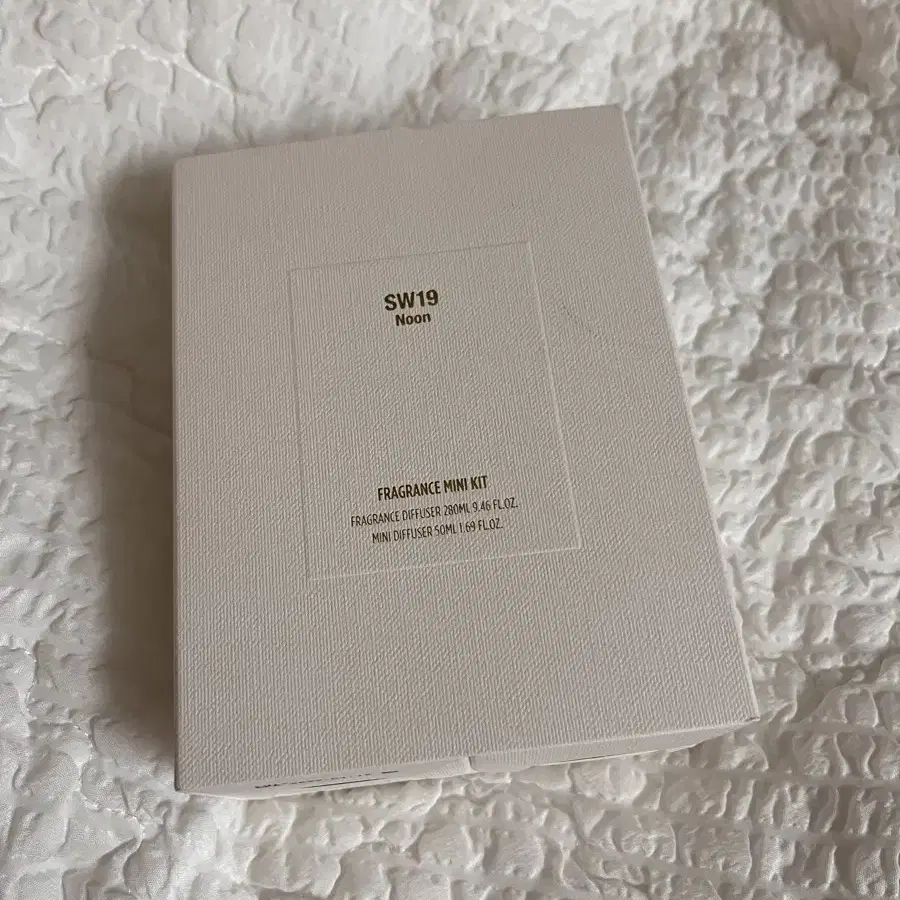 SW19
Noon
FRAGRANCE MINI KIT
FRAGRANCE DIFFUSER 280ML 9.46 FL.OZ.
MINI DIFFUSER 50ML 1.69 FL.OZ.